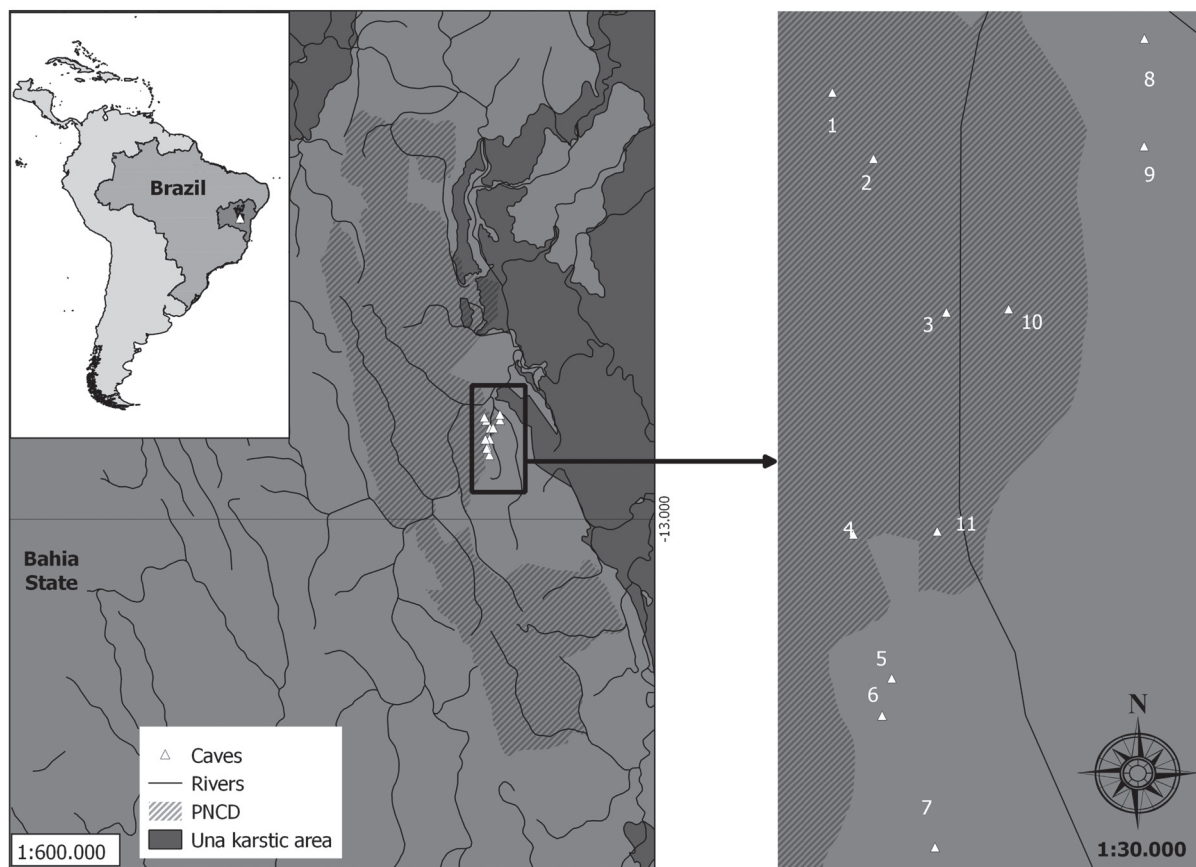 Brazil
Bahia
State
-13.000
Caves
Rivers
PNCD
Una karstic area
1:600.000
1
2
3
4
5
6
7
8
9
10
11
N
1:30.000